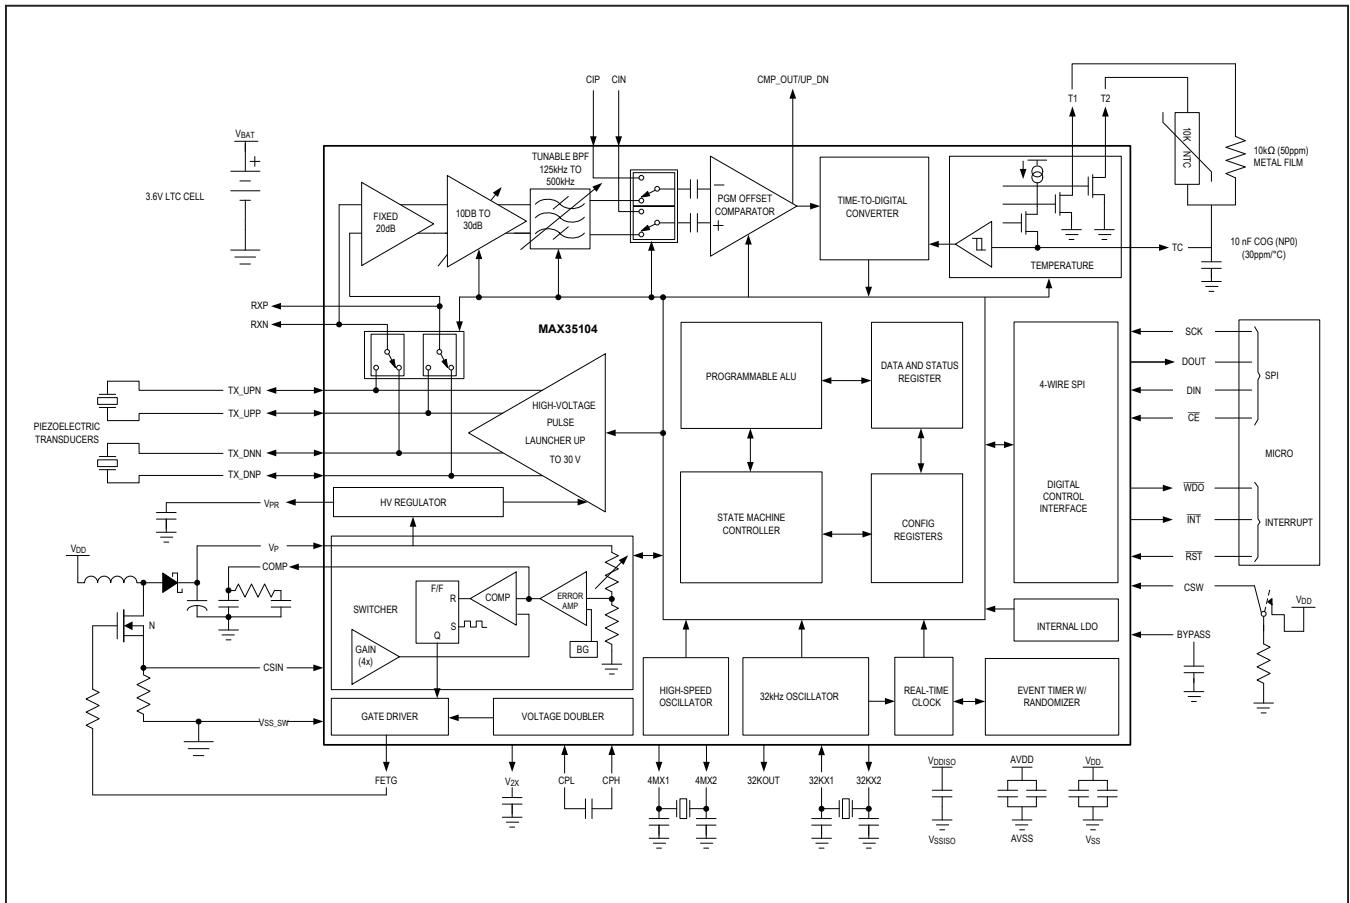 CIP CIN CMP_OUT/UP_DN
T1 T2
VBAT
+
3.6V LTC CELL
TUNABLE BPF
125kHz TO
500kHz
FIXED
20dB
10DB TO
30dB
−
+
PGM OFFSET
COMPARATOR
TIME-TO-DIGITAL
CONVERTER
TEMPERATURE
10K NTC
10kΩ (50ppm)
METAL FILM
TC
10 nF COG (NP0)
(30ppm/°C)
RXP
RXN
MAX35104
PROGRAMMABLE ALU
DATA AND STATUS
REGISTER
4-WIRE SPI
SCK
DOUT
DIN
CE
SPI
MICRO
TX_UPN
TX_UPP
TX_DNN
TX_DNP
PIEZOELECTRIC
TRANSDUCERS
HIGH-VOLTAGE
PULSE
LAUNCHER UP
TO 30 V
STATE MACHINE
CONTROLLER
CONFIG
REGISTERS
DIGITAL
CONTROL
INTERFACE
WDO
INT
RST
INTERRUPT
VPR
HV REGULATOR
VDD
VP
COMP
N
CSIN
VSS_SW
SWITCHER
F/F
R
S
Q
COMP
ERROR
AMP
BG
GAIN
(4x)
CSW
VDD
BYPASS
INTERNAL LDO
HIGH-SPEED
OSCILLATOR
32kHz OSCILLATOR
REAL-TIME
CLOCK
EVENT TIMER W/
RANDOMIZER
GATE DRIVER
VOLTAGE DOUBLER
FETG
V2X
CPL
CPH
4MX1
4MX2
32KOUT
32KX1
32KX2
VDDISO
VSSISO
AVDD
AVSS
VDD
VSS